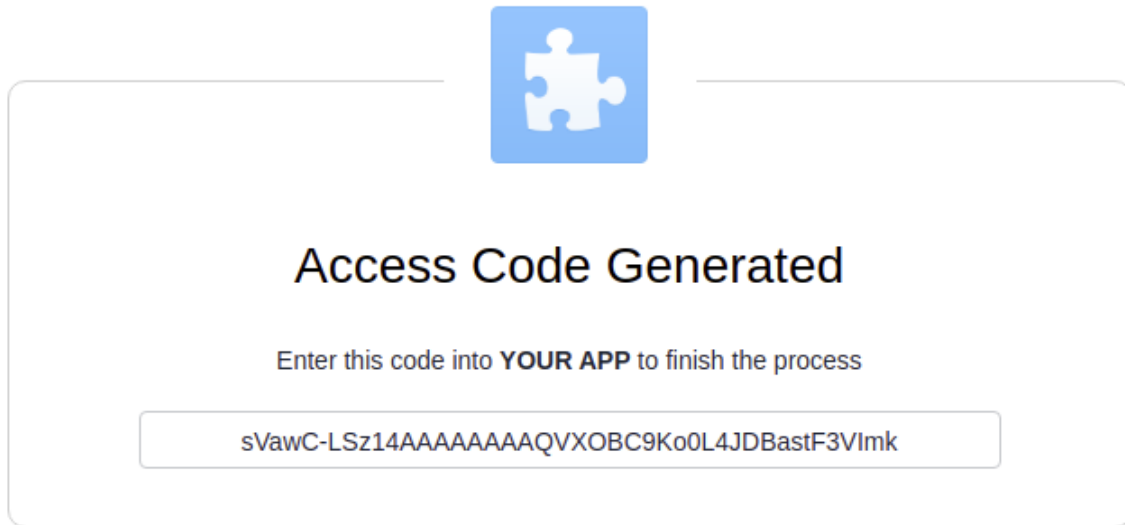 Access Code Generated
Enter this code into YOUR APP to finish the process
sVawC-LSz14AAAAAAAAQVXOBC9Ko0L4JDBastF3VImk